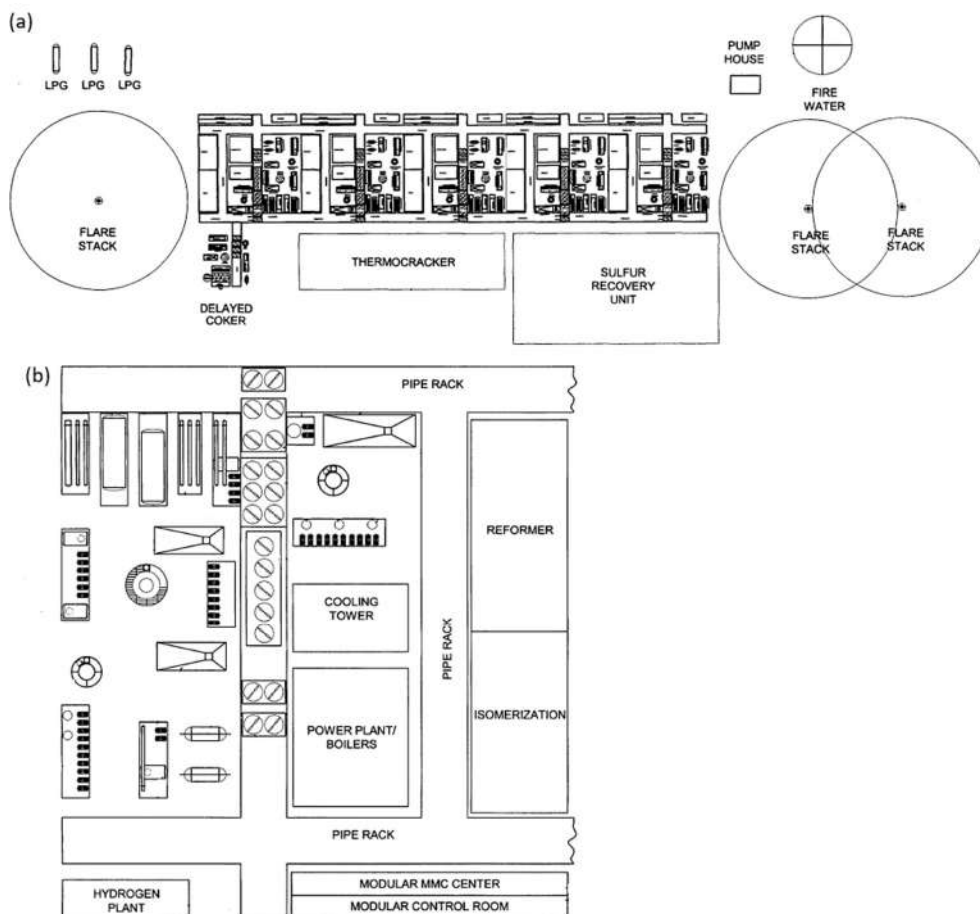 (a)
LPG
LPG
LPG
PUMP
HOUSE
FIRE
WATER
FLARE
STACK
FLARE
STACK
FLARE
STACK
THERMOCRACKER
SULFUR
RECOVERY
UNIT
DELAYED
COKER
(b)
PIPE RACK
REFORMER
COOLING
TOWER
PIPE RACK
POWER PLANT/
BOILERS
ISOMERIZATION
PIPE RACK
HYDROGEN
PLANT
MODULAR MMC CENTER
MODULAR CONTROL ROOM